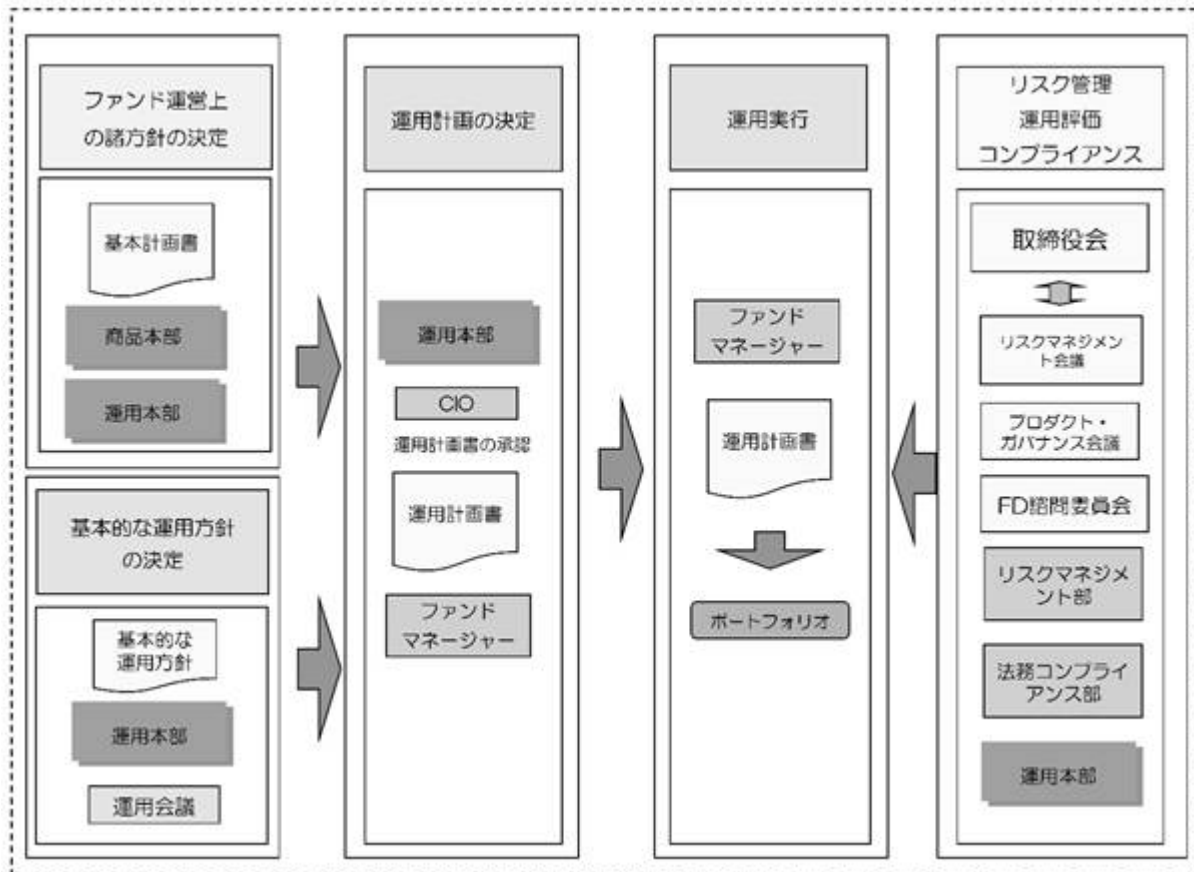 ファンド運営上
の諸方針の決定
基本計画書
商品本部
運用本部
基本的な運用方針
の決定
基本的な
運用方針
運用本部
運用会議
運用計画の決定
運用本部
CIO
運用計画書の承認
運用計画書
ファンド
マネージャー
運用実行
ファンド
マネージャー
運用計画書
ポートフォリオ
リスク管理
運用評価
コンプライアンス
取締役会
リスクマネジメン
ト会議
プロダクト・
ガバナンス会議
FD諮問委員会
リスクマネジメ
ント部
法務コンプライ
アンス部
運用本部